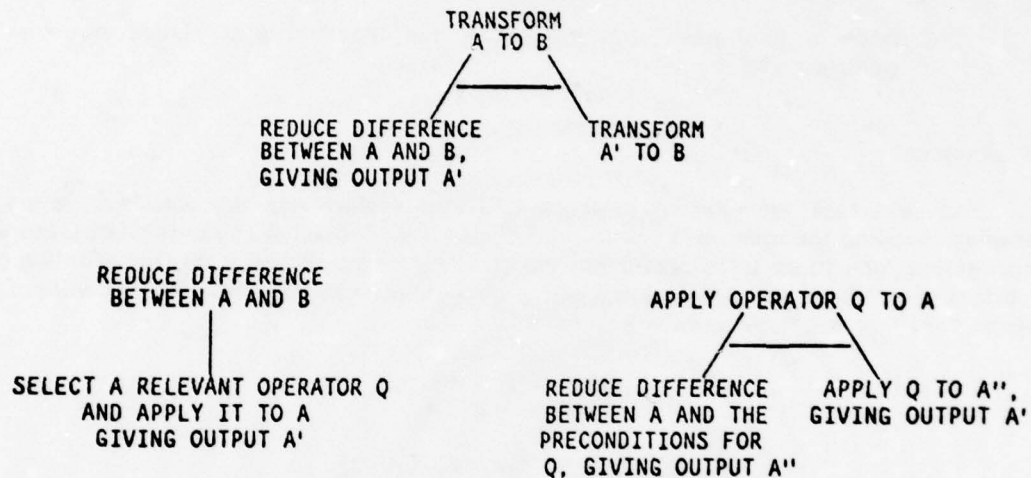 TRANSFORM
A TO B
REDUCE DIFFERENCE
BETWEEN A AND B,
GIVING OUTPUT A'
TRANSFORM
A' TO B
REDUCE DIFFERENCE
BETWEEN A AND B
SELECT A RELEVANT OPERATOR Q
AND APPLY IT TO A
GIVING OUTPUT A'
APPLY OPERATOR Q TO A
REDUCE DIFFERENCE
BETWEEN A AND THE
PRECONDITIONS FOR
Q, GIVING OUTPUT A''
APPLY Q TO A'',
GIVING OUTPUT A'